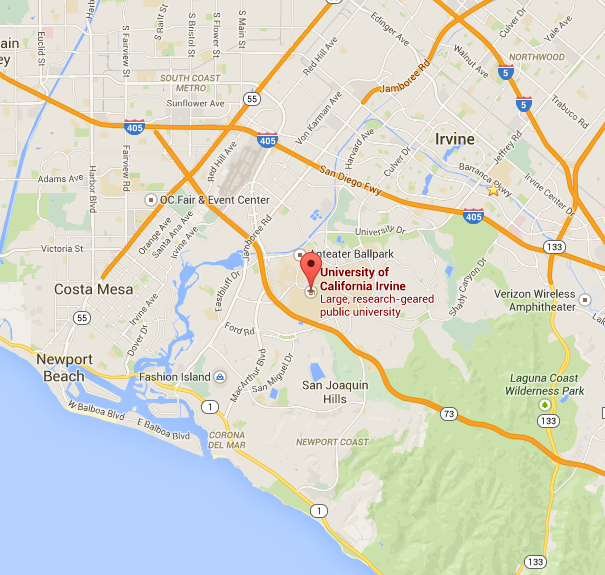 Edinger Ave
Culver Dr
Yale Ave
Euclid St
S Fairview St
S Raitt St
S Bristol St
S Flower St
S Main St
Harbor
Red Hill Ave
Walnut Ave
NORTHWOOD
5
5
Trabuco Rd
SOUTH COAST
METRO
Sunflower Ave
55
Jamboree Rd
Von Karman Ave
405
405
Irvine
Harvard Ave
Culver Dr
Jeffrey Rd
Red Hill Ave
Fairview Rd
Barranca Pkwy
Irvine Center Dr
San Diego Fwy
Adams Ave
Harbor Blvd
OC Fair & Event Center
405
Orange Ave
Santa Ana Ave
Irvine Ave
Jamboree Rd
University Dr
133
Victoria St
Anteater Ballpark
University of
California Irvine
Large, research-geared
public university
Shady Canyon Dr
Costa Mesa
Eastbluff Dr
Verizon Wireless
Amphitheater
55
Irvine Ave
Dover Dr
Ford Rd
Newport
Beach
Fashion Island
MacArthur Blvd
San Miguel Dr
San Joaquin
Hills
Laguna Coast
Wilderness Park
W Balboa Blvd
E Balboa Blvd
1
73
133
CORONA
DEL MAR
NEWPORT COAST
1
133